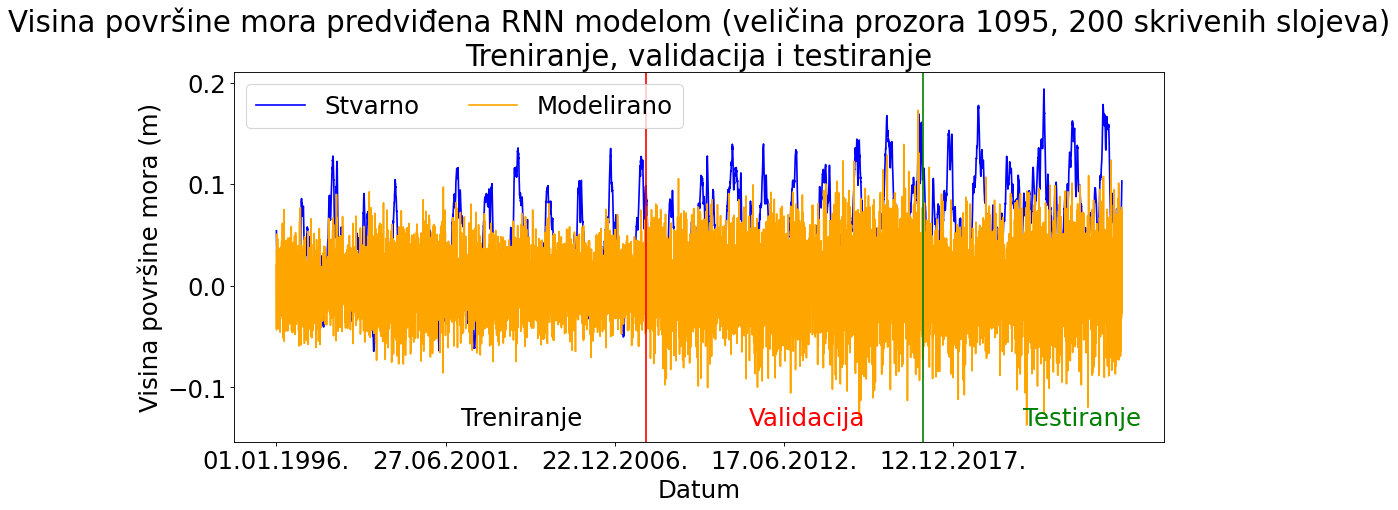 Visina površine mora predviđena RNN modelom (veličina prozora 1095, 200 skrivenih slojeva)
Treniranje, validacija i testiranje
Stvarno
Modelirano
Visina površine mora (m)
0.2
0.1
0.0
−0.1
Treniranje
Validacija
Testiranje
01.01.1996.
27.06.2001.
22.12.2006.
17.06.2012.
12.12.2017.
Datum